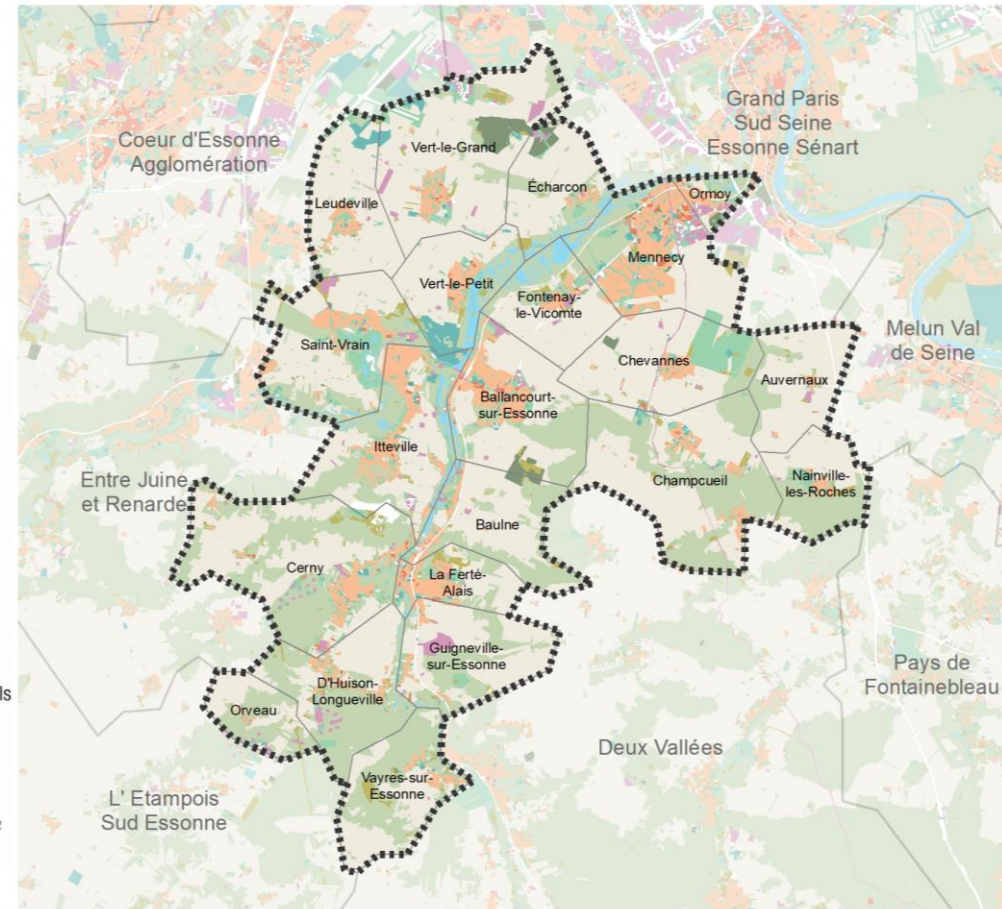 Grand Paris
Sud Seine
Essonne Sénart
Coeur d'Essonne
Agglomération
Vert-le-Grand
Écharcon
Ormoy
Leudeville
Mennecy
Vert-le-Petit
Fontenay-
le-Vicomte
Saint-Vrain
Chevannes
Melun Val
de Seine
Auvernaux
Ballancourt-
sur-Essonne
Itteville
Entre Juine
et Renarde
Champcueil
Nainville-
les-Roches
Baulne
Cerny
La Ferté-
Alais
Guigneville-
sur-Essonne
Pays de
Fontainebleau
ls
D'Huison-
Longueville
Orveau
Deux Vallées
Vayres-sur-
Essonne
L' Etampois
Sud Essonne